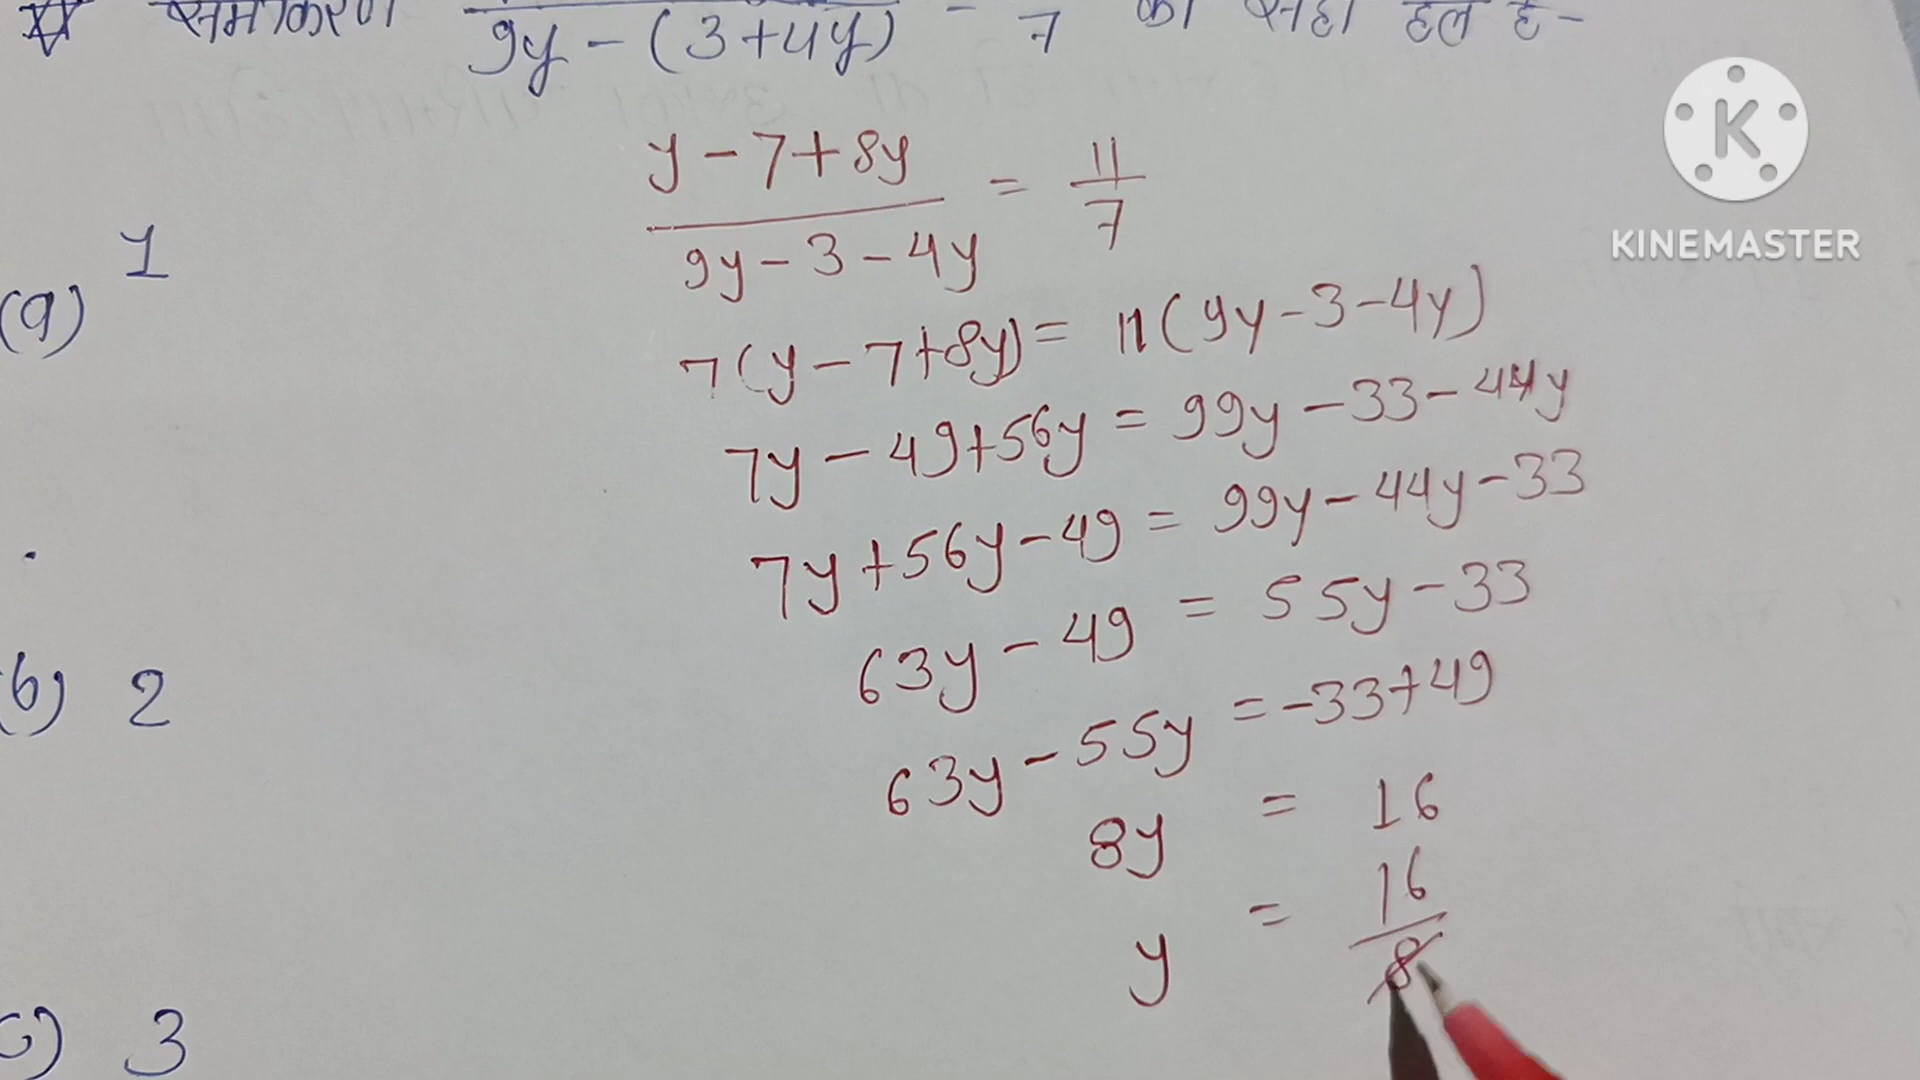 समीकरण 9y-(3+4y) = 7 का सही हल है-
y-7+8y/9y-3-4y = 11/7
(a) 1
7(y-7+8y) = 11(9y-3-4y)
7y-49+56y = 99y-33-44y
7y+56y-49 = 99y-44y-33
63y-49 = 55y-33
(b) 2
63y-55y = -33+49
8y = 16
y = 16/8
(c) 3
KINEMASTER